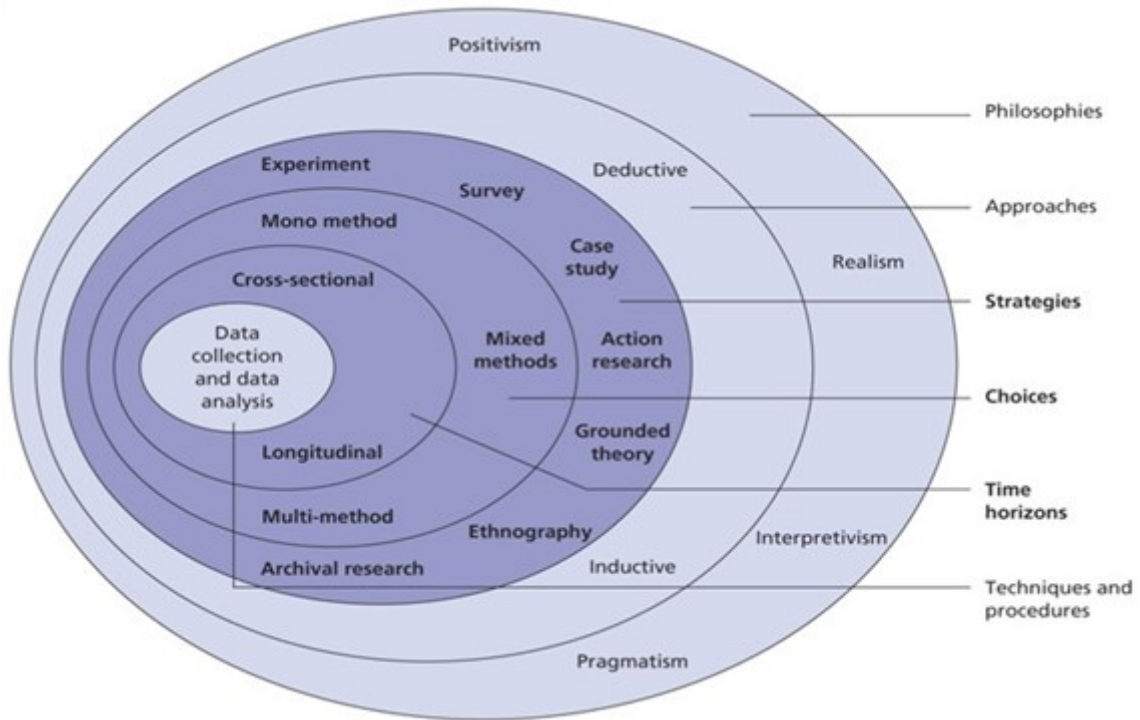 Positivism
Philosophies
Experiment
Deductive
Survey
Approaches
Mono method
Case
study
Realism
Cross-sectional
Strategies
Data
collection
and data
analysis
Mixed
methods
Action
research
Choices
Longitudinal
Grounded
theory
Time
horizons
Multi-method
Ethnography
Interpretivism
Archival research
Inductive
Techniques and
procedures
Pragmatism